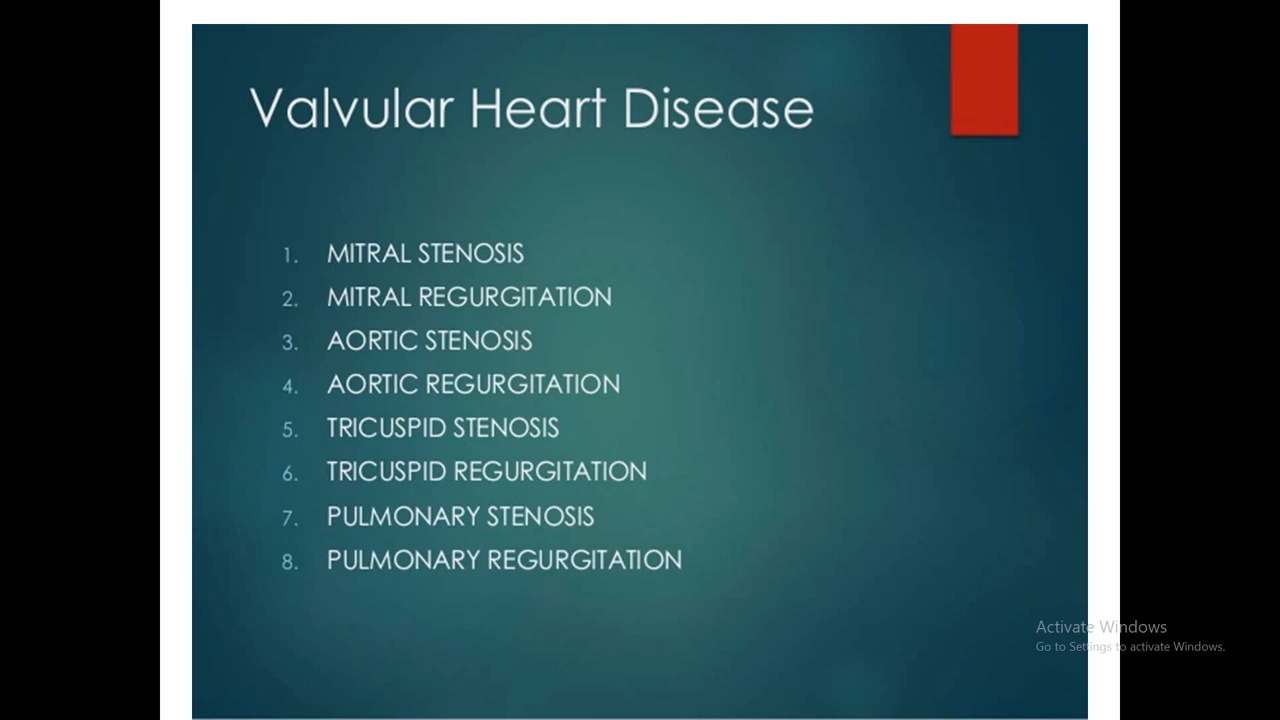 Valvular Heart Disease
1. MITRAL STENOSIS
2. MITRAL REGURGITATION
3. AORTIC STENOSIS
4. AORTIC REGURGITATION
5. TRICUSPID STENOSIS
6. TRICUSPID REGURGITATION
7. PULMONARY STENOSIS
8. PULMONARY REGURGITATION
Activate Windows
Go to Settings to activate Windows.